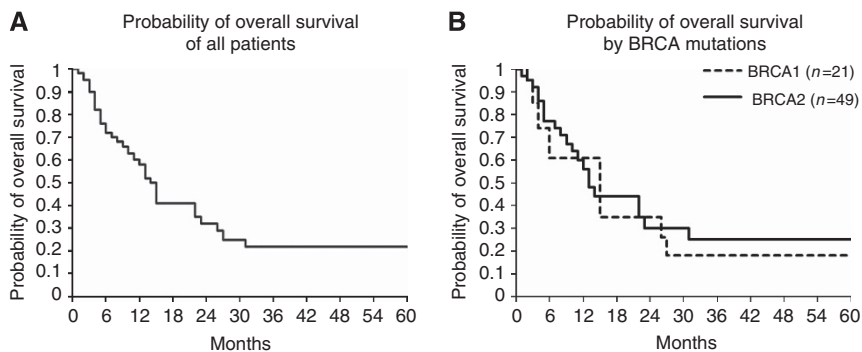 A
Probability of overall survival
of all patients
Probability of overall survival
1
0.9
0.8
0.7
0.6
0.5
0.4
0.3
0.2
0.1
0
0 6 12 18 24 30 36 42 48 54 60
Months
B
Probability of overall survival
by BRCA mutations
BRCA1 (n=21)
BRCA2 (n=49)
Probability of overall survival
1
0.9
0.8
0.7
0.6
0.5
0.4
0.3
0.2
0.1
0
0 6 12 18 24 30 36 42 48 54 60
Months